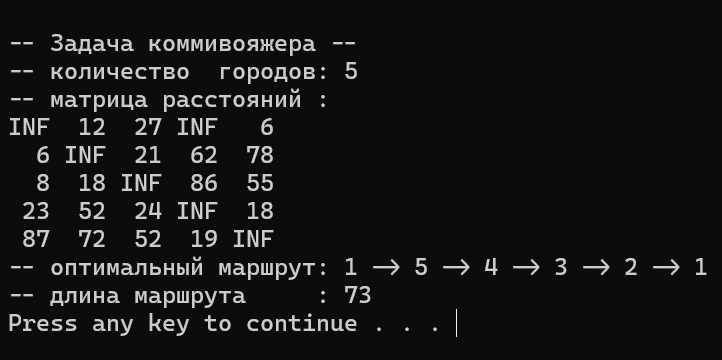 -- Задача коммивояжера --
-- количество  городов: 5
-- матрица расстояний :
INF  12  27 INF   6
  6 INF  21  62  78
  8  18 INF  86  55
 23  52  24 INF  18
 87  72  52  19 INF
-- оптимальный маршрут: 1 --> 5 --> 4 --> 3 --> 2 --> 1
-- длина маршрута     : 73
Press any key to continue . . .